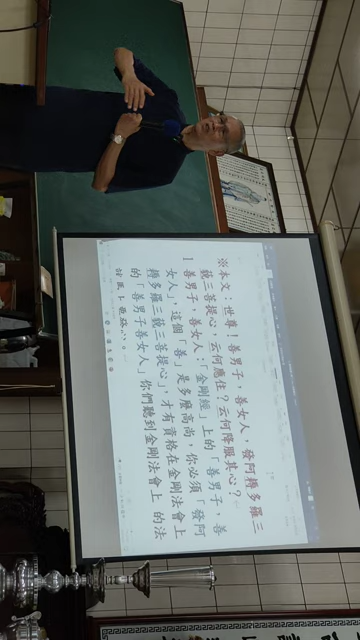 ※本文：世尊，善男子，善女人，發阿耨多羅三
藐三菩提心，云何應住？云何降服其心？
1 善男子，善女人：「金剛經」上的「善男子，善
女人」，這個「善」是多麼高尚，你必須「發阿
耨多羅三藐三菩提心」，才有資格在金剛法會上
的「善男子善女人」你們聽到金剛法會上 的法